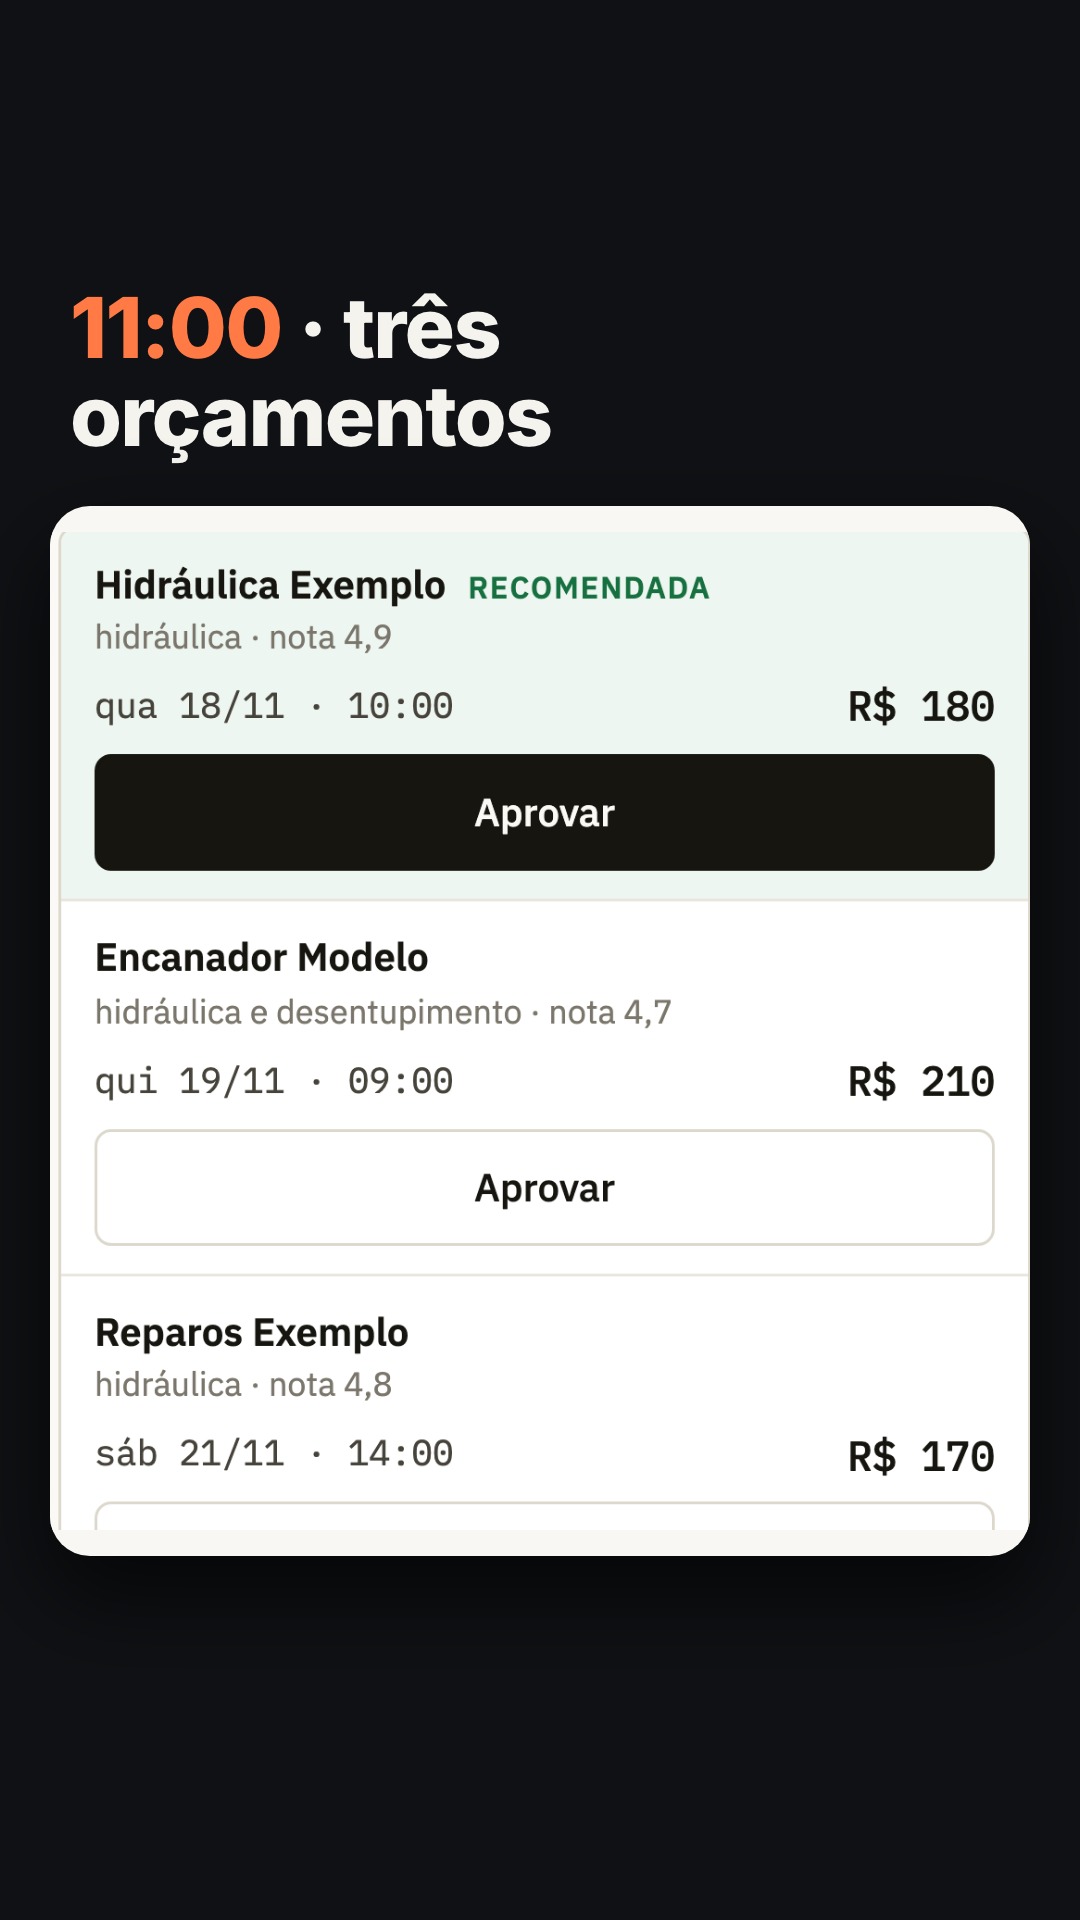 11:00 · três
orçamentos
Hidráulica Exemplo RECOMENDADA
hidráulica · nota 4,9
qua 18/11 · 10:00 R$ 180
Aprovar
Encanador Modelo
hidráulica e desentupimento · nota 4,7
qui 19/11 · 09:00 R$ 210
Aprovar
Reparos Exemplo
hidráulica · nota 4,8
sáb 21/11 · 14:00 R$ 170